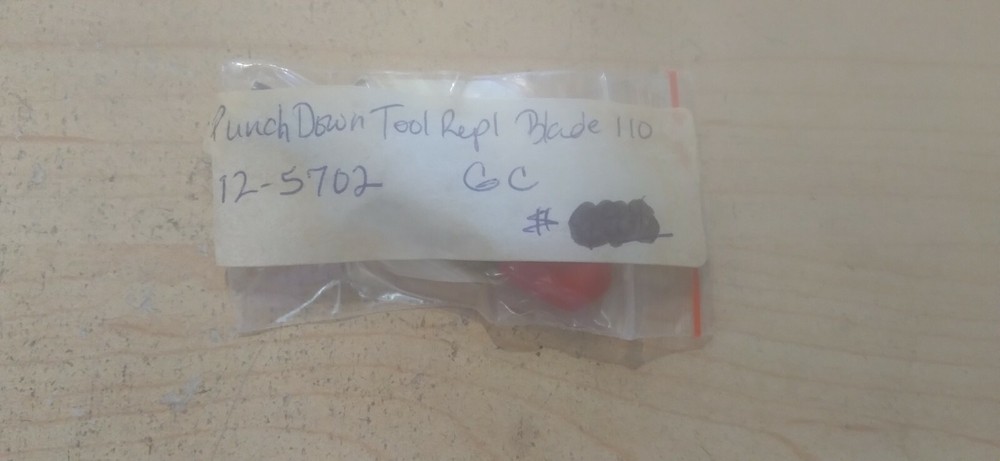 Punch Down Tool Repl Blade 110
12-5702 GC
#